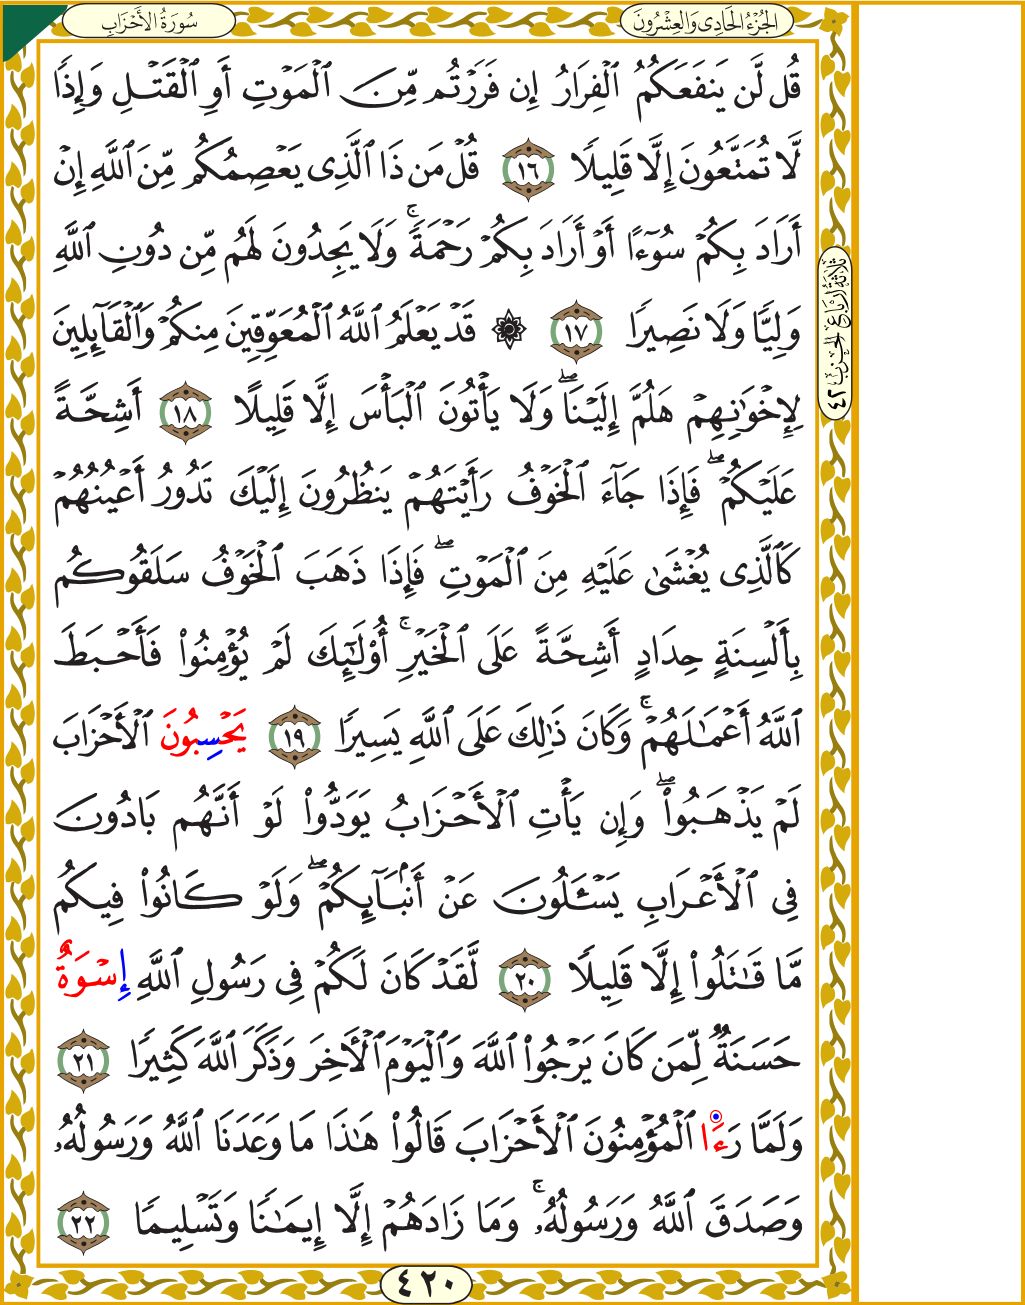 الجُزْءُ الحَادِي وَالعِشْرُونَ
سُورَةُ الأَحْزَابِ
قُل لَّن يَنفَعَكُمُ ٱلْفِرَارُ إِن فَرَرْتُم مِّنَ ٱلْمَوْتِ أَوِ ٱلْقَتْلِ وَإِذًا
لَّا تُمَتَّعُونَ إِلَّا قَلِيلًا ١٦ قُلْ مَن ذَا ٱلَّذِى يَعْصِمُكُم مِّنَ ٱللَّهِ إِنْ
أَرَادَ بِكُمْ سُوٓءًا أَوْ أَرَادَ بِكُمْ رَحْمَةً ۚ وَلَا يَجِدُونَ لَهُم مِّن دُونِ ٱللَّهِ
وَلِيًّا وَلَا نَصِيرًا ١٧ ۞ قَدْ يَعْلَمُ ٱللَّهُ ٱلْمُعَوِّقِينَ مِنكُمْ وَٱلْقَآئِلِينَ
لِإِخْوَٰنِهِمْ هَلُمَّ إِلَيْنَا ۖ وَلَا يَأْتُونَ ٱلْبَأْسَ إِلَّا قَلِيلًا ١٨ أَشِحَّةً
عَلَيْكُمْ ۖ فَإِذَا جَآءَ ٱلْخَوْفُ رَأَيْتَهُمْ يَنظُرُونَ إِلَيْكَ تَدُورُ أَعْيُنُهُمْ
كَٱلَّذِى يُغْشَىٰ عَلَيْهِ مِنَ ٱلْمَوْتِ ۖ فَإِذَا ذَهَبَ ٱلْخَوْفُ سَلَقُوكُم
بِأَلْسِنَةٍ حِدَادٍ أَشِحَّةً عَلَى ٱلْخَيْرِ ۚ أُو۟لَٰٓئِكَ لَمْ يُؤْمِنُوا۟ فَأَحْبَطَ
ٱللَّهُ أَعْمَٰلَهُمْ ۚ وَكَانَ ذَٰلِكَ عَلَى ٱللَّهِ يَسِيرًا ١٩ يَحْسِبُونَ ٱلْأَحْزَابَ
لَمْ يَذْهَبُوا۟ ۖ وَإِن يَأْتِ ٱلْأَحْزَابُ يَوَدُّوا۟ لَوْ أَنَّهُم بَادُونَ
فِى ٱلْأَعْرَابِ يَسْـَٔلُونَ عَنْ أَنۢبَآئِكُمْ ۖ وَلَوْ كَانُوا۟ فِيكُم
مَّا قَٰتَلُوٓا۟ إِلَّا قَلِيلًا ٢٠ لَّقَدْ كَانَ لَكُمْ فِى رَسُولِ ٱللَّهِ إِسْوَةٌ
حَسَنَةٌ لِّمَن كَانَ يَرْجُوا۟ ٱللَّهَ وَٱلْيَوْمَ ٱلْـَٔاخِرَ وَذَكَرَ ٱللَّهَ كَثِيرًا ٢١
وَلَمَّا رَءَا ٱلْمُؤْمِنُونَ ٱلْأَحْزَابَ قَالُوا۟ هَٰذَا مَا وَعَدَنَا ٱللَّهُ وَرَسُولُهُۥ
وَصَدَقَ ٱللَّهُ وَرَسُولُهُۥ ۚ وَمَا زَادَهُمْ إِلَّآ إِيمَٰنًا وَتَسْلِيمًا ٢٢
ثَلَاثَةُ أَرْبَاعِ الحِزْبِ ٤٢
٤٢٠